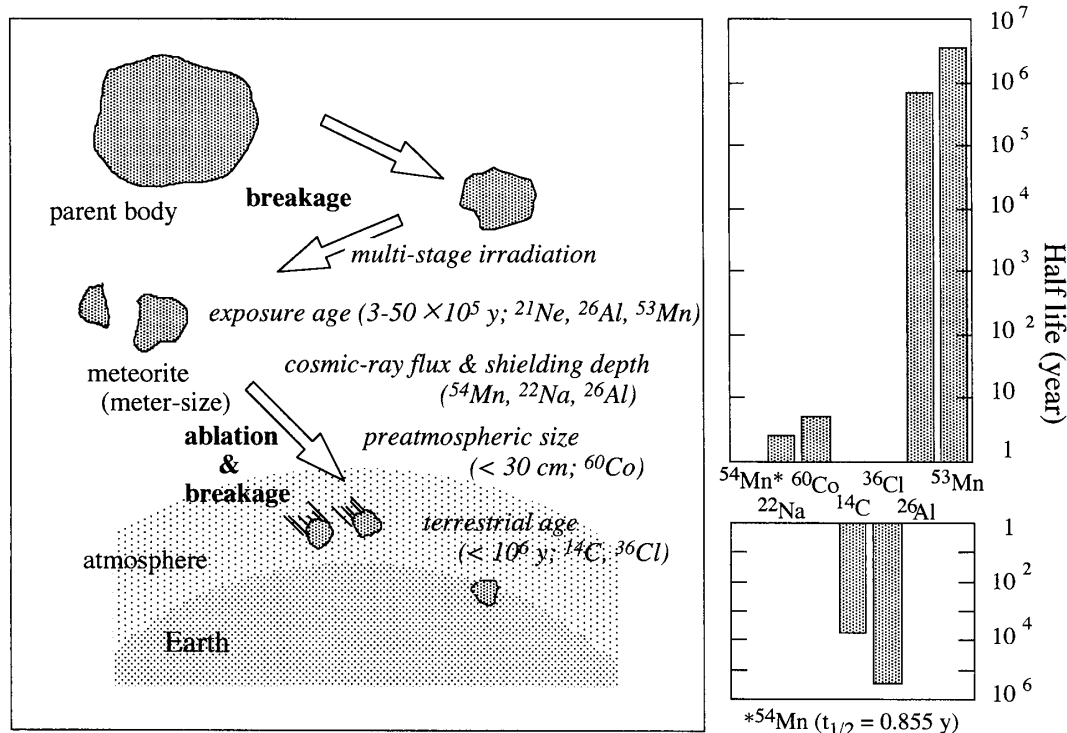 parent body
breakage
multi-stage irradiation
exposure age (3-50 ×10⁵ y; ²¹Ne, ²⁶Al, ⁵³Mn)
meteorite
(meter-size)
cosmic-ray flux & shielding depth
(⁵⁴Mn, ²²Na, ²⁶Al)
ablation
&
breakage
preatmospheric size
(< 30 cm; ⁶⁰Co)
terrestrial age
(< 10⁶ y; ¹⁴C, ³⁶Cl)
atmosphere
Earth
10⁷
10⁶
10⁵
10⁴
10³
10²
10
1
Half life (year)
⁵⁴Mn* ⁶⁰Co ³⁶Cl ⁵³Mn
²²Na ¹⁴C ²⁶Al
1
10²
10⁴
10⁶
*⁵⁴Mn (t₁/₂ = 0.855 y)